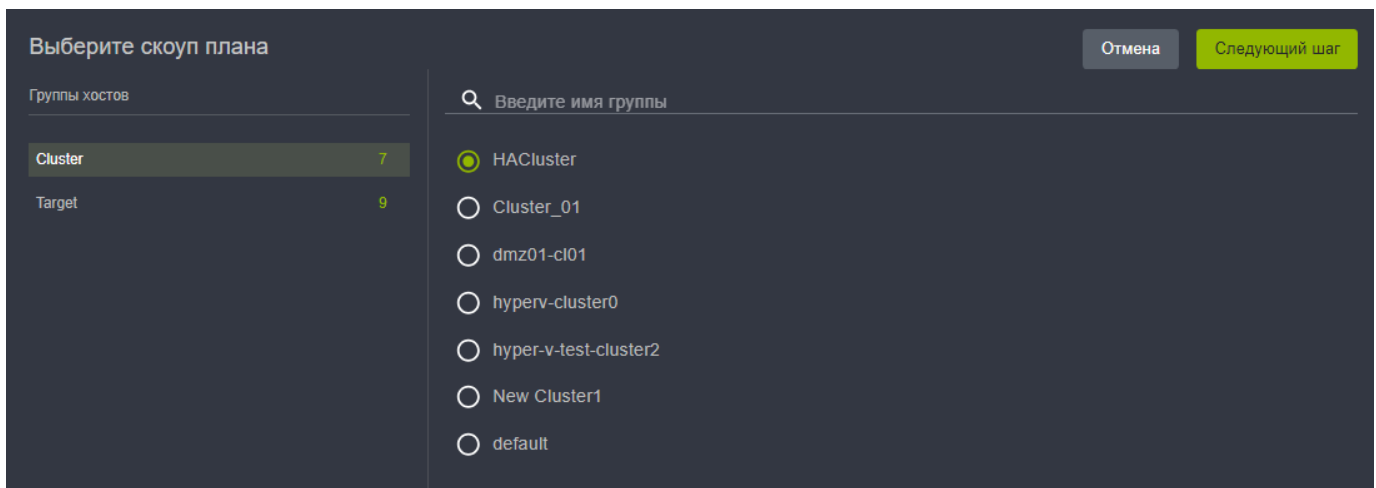 Выберите скоуп плана
Отмена
Следующий шаг
Группы хостов
Введите имя группы
Cluster 7
Target 9
HACluster
Cluster_01
dmz01-cl01
hyperv-cluster0
hyper-v-test-cluster2
New Cluster1
default